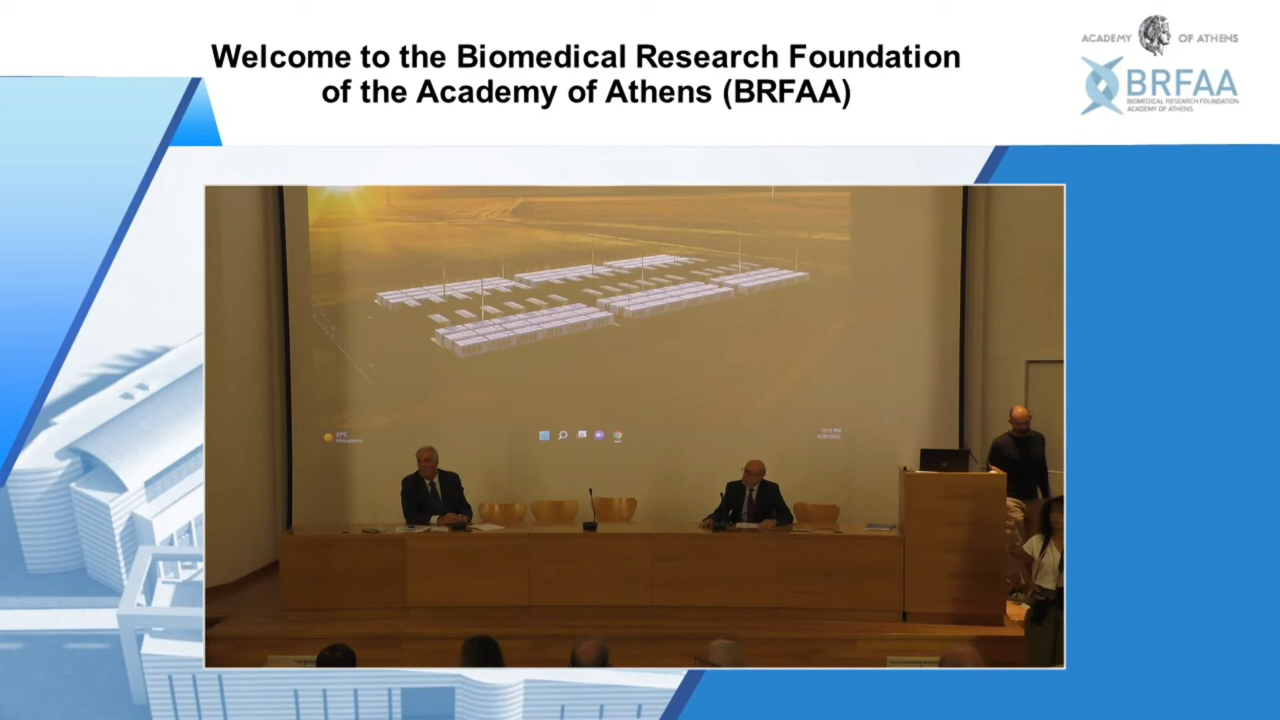 Welcome to the Biomedical Research Foundation
of the Academy of Athens (BRFAA)
ACADEMY OF ATHENS
BRFAA
BIOMEDICAL RESEARCH FOUNDATION
ACADEMY OF ATHENS